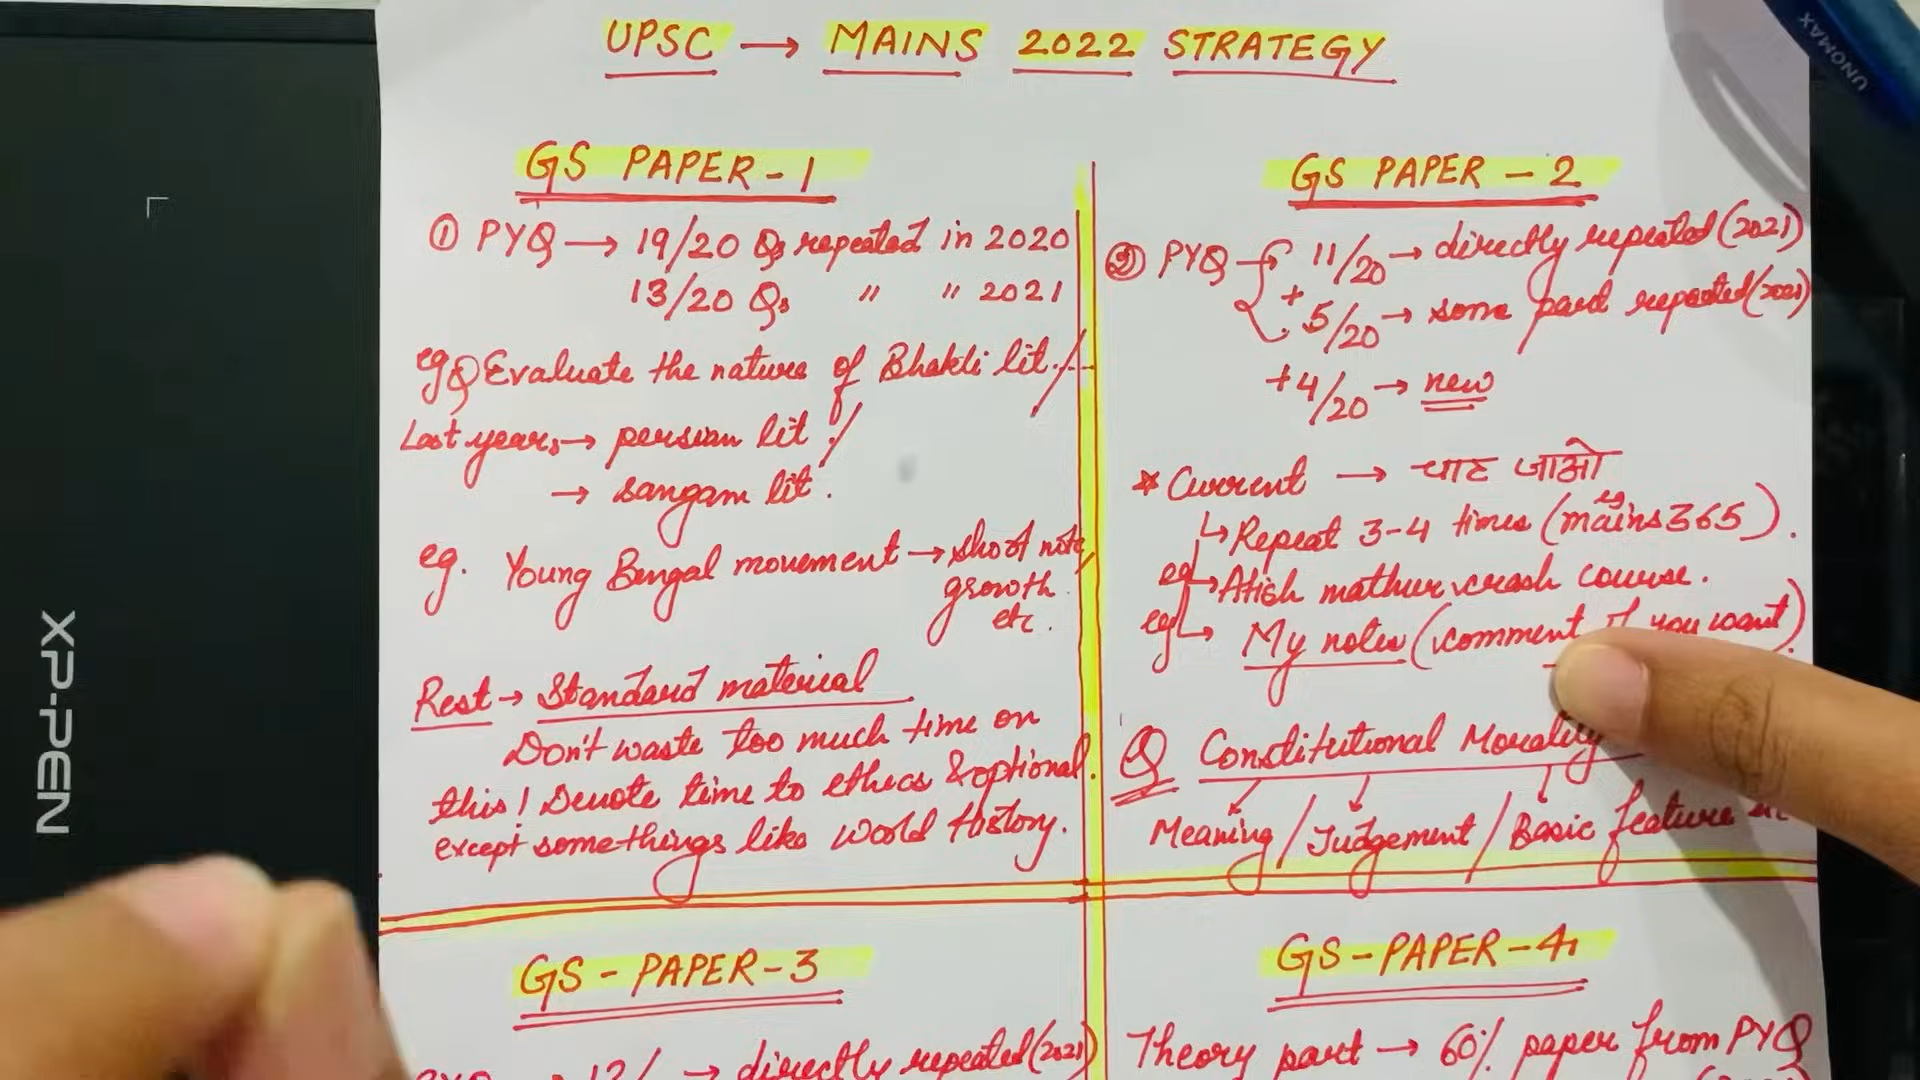 UPSC → MAINS 2022 STRATEGY
GS PAPER - 1
① PYQ → 19/20 Qs repeated in 2020
13/20 Qs " " 2021
eg Q Evaluate the nature of Bhakti lit./
Last year → persian lit /
→ sangam lit.
eg. Young Bengal movement → short note
growth
etc.
Rest → Standard material
Don't waste too much time on
this! Devote time to ethics & optional.
except somethings like World History.
GS PAPER - 2
② PYQ → 11/20 → directly repeated (2021)
+ 5/20 → some part repeated (2021)
+ 4/20 → new
* Current → चाट जाओ
↳ Repeat 3-4 times (eg mains 365).
eg → Atish mathur crash course.
eg → My notes (comment if you want)
Q Constitutional Morality
Meaning / Judgement / Basic feature
GS - PAPER - 3
→ directly repeated (2021)
GS - PAPER - 4
Theory part → 60% paper from PYQ
XP-PEN
UNOMAX